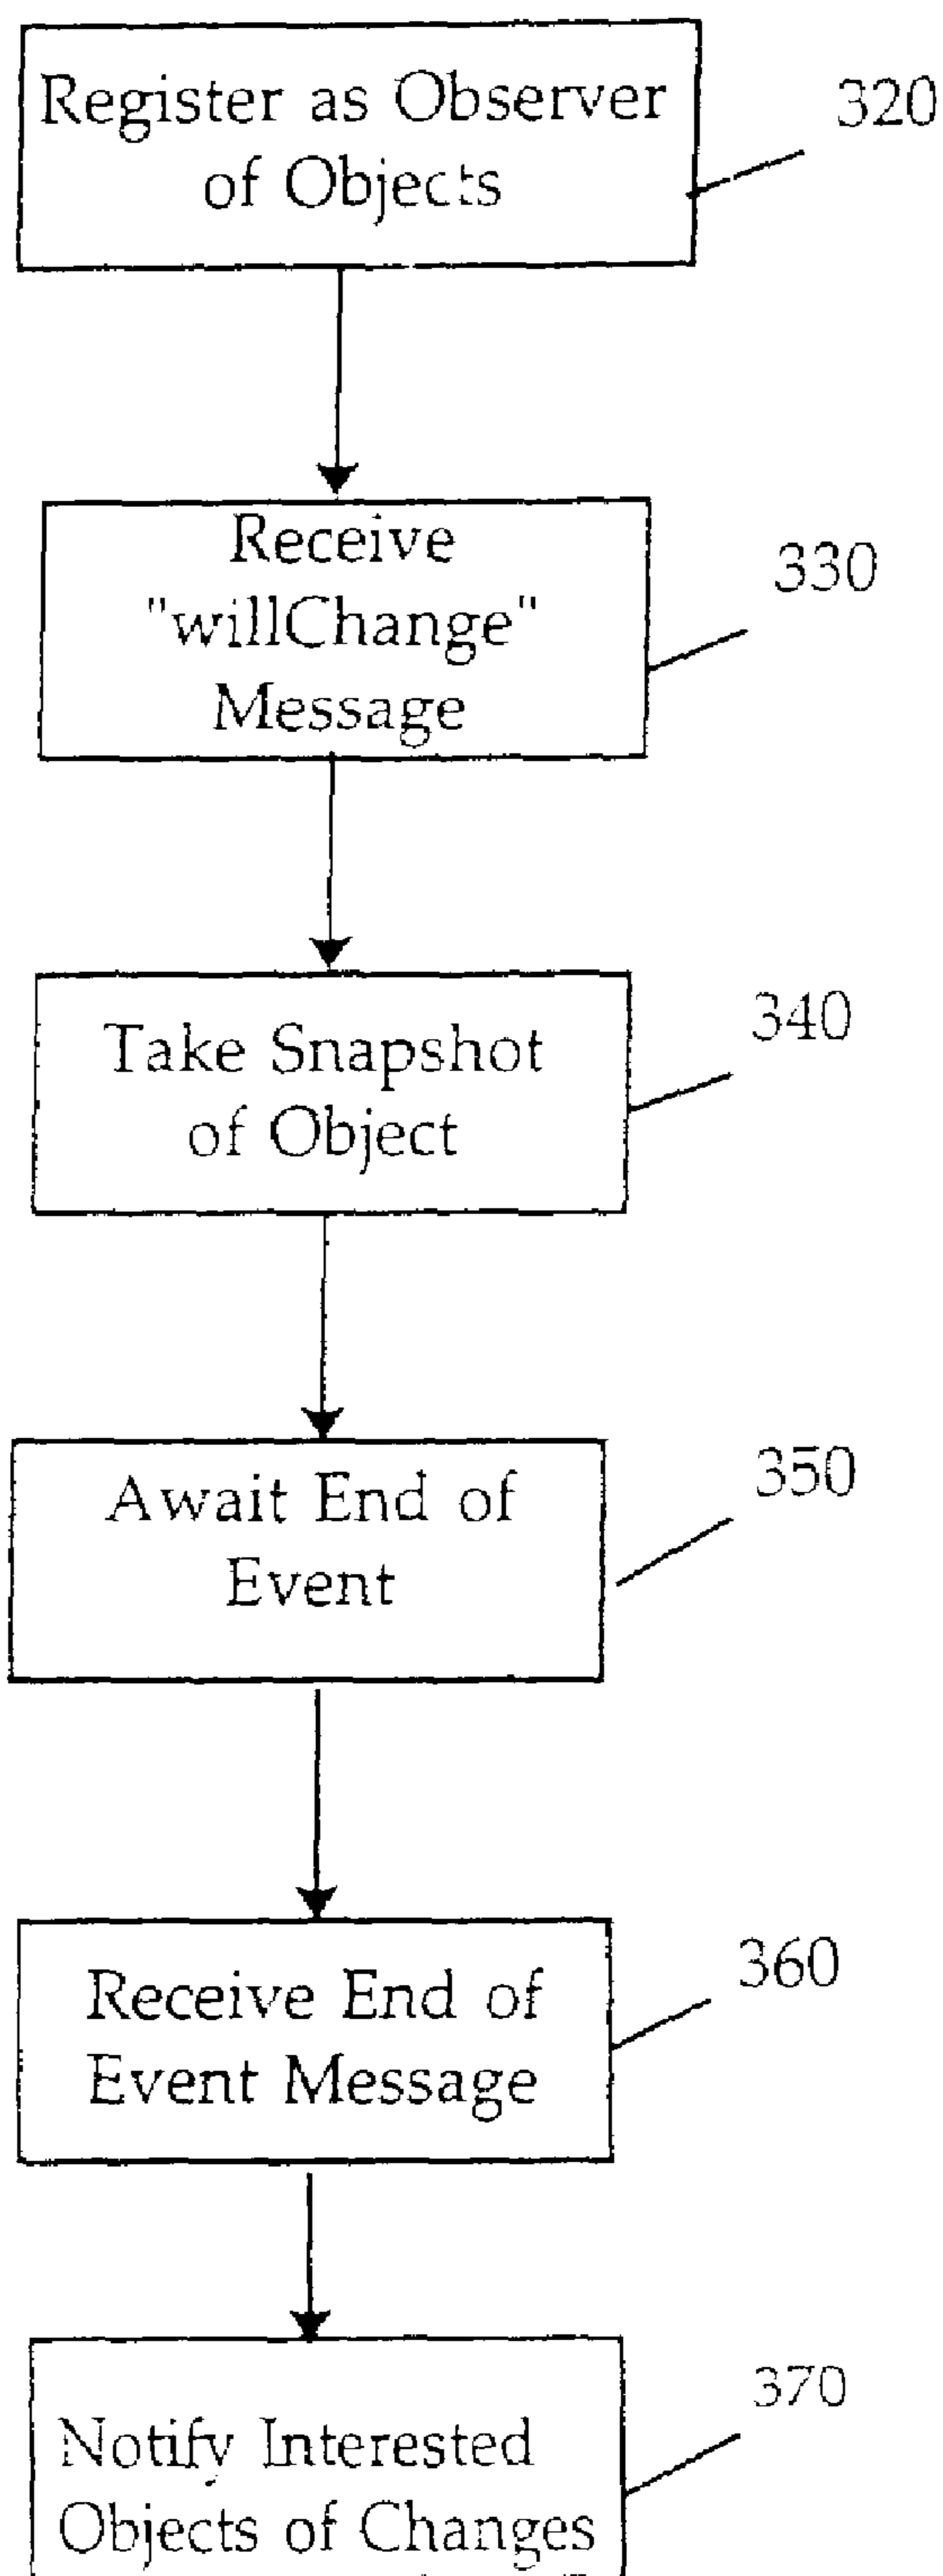 Register as Observer
of Objects
320
Receive
"willChange"
Message
330
Take Snapshot
of Object
340
Await End of
Event
350
Receive End of
Event Message
360
Notify Interested
Objects of Changes
370